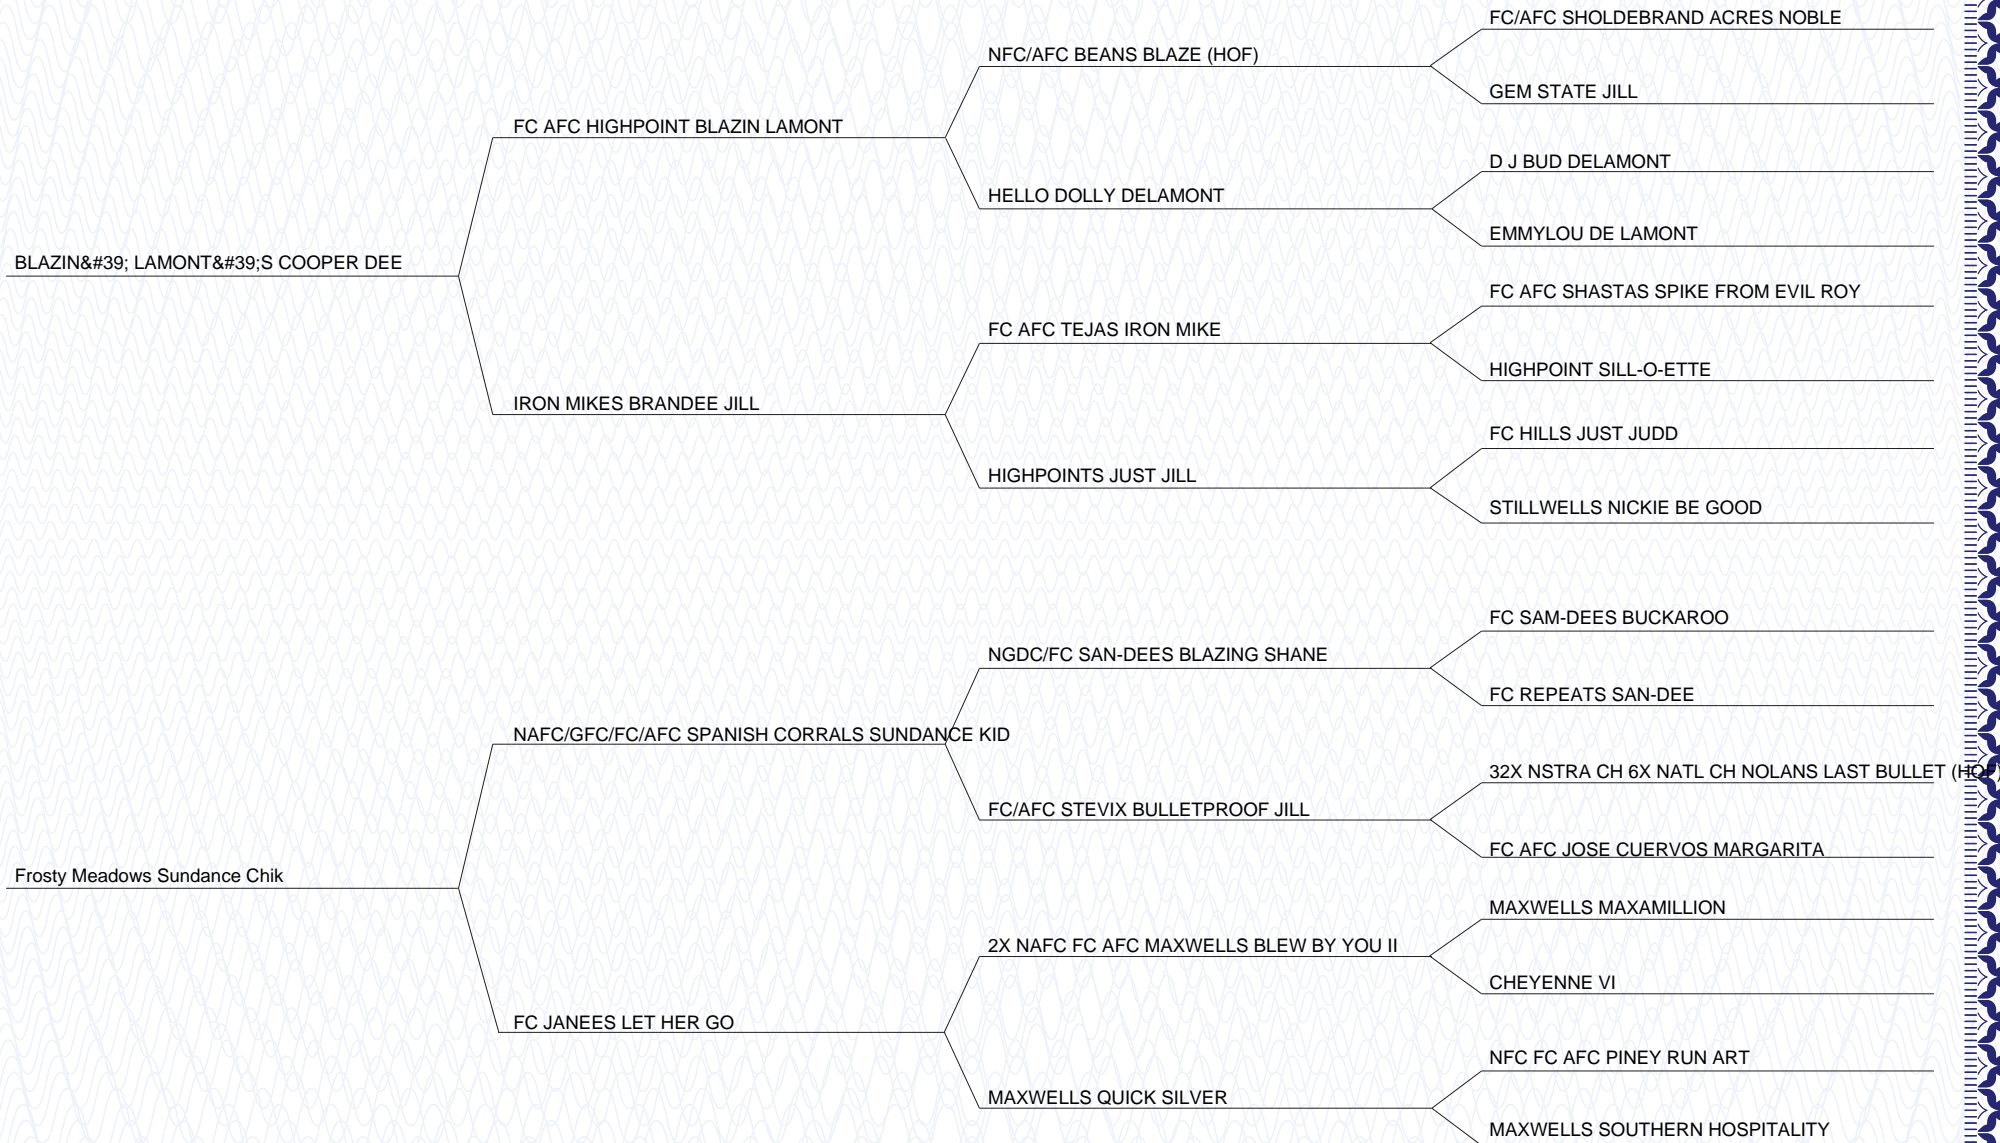 FC/AFC SHOLDEBRAND ACRES NOBLE
NFC/AFC BEANS BLAZE (HOF)
GEM STATE JILL
FC AFC HIGHPOINT BLAZIN LAMONT
D J BUD DELAMONT
HELLO DOLLY DELAMONT
EMMYLOU DE LAMONT
BLAZIN&#39; LAMONT&#39;S COOPER DEE
FC AFC SHASTAS SPIKE FROM EVIL ROY
FC AFC TEJAS IRON MIKE
HIGHPOINT SILL-O-ETTE
IRON MIKES BRANDEE JILL
FC HILLS JUST JUDD
HIGHPOINTS JUST JILL
STILLWELLS NICKIE BE GOOD
FC SAM-DEES BUCKAROO
NGDC/FC SAN-DEES BLAZING SHANE
FC REPEATS SAN-DEE
NAFC/GFC/FC/AFC SPANISH CORRALS SUNDANCE KID
32X NSTRA CH 6X NATL CH NOLANS LAST BULLET (HOF)
FC/AFC STEVIX BULLETPROOF JILL
FC AFC JOSE CUERVOS MARGARITA
Frosty Meadows Sundance Chik
MAXWELLS MAXAMILLION
2X NAFC FC AFC MAXWELLS BLEW BY YOU II
CHEYENNE VI
FC JANEES LET HER GO
NFC FC AFC PINEY RUN ART
MAXWELLS QUICK SILVER
MAXWELLS SOUTHERN HOSPITALITY